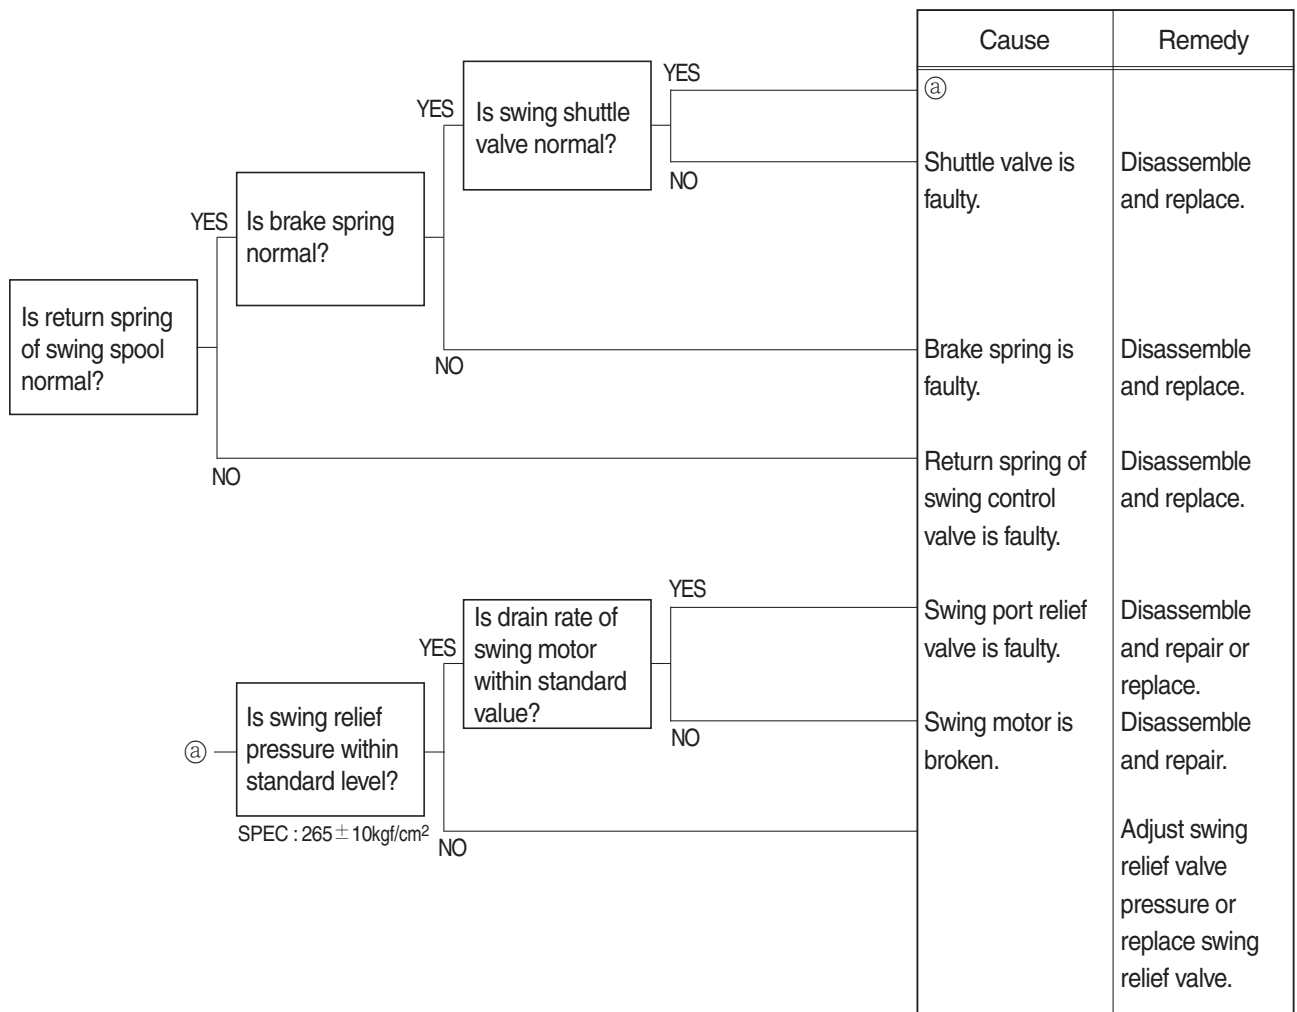 Cause
Remedy
YES
ⓐ
YES
Is swing shuttle
valve normal?
NO
Shuttle valve is
faulty.
Disassemble
and replace.
YES
Is brake spring
normal?
Is return spring
of swing spool
normal?
NO
Brake spring is
faulty.
Disassemble
and replace.
NO
Return spring of
swing control
valve is faulty.
Disassemble
and replace.
YES
Is drain rate of
swing motor
within standard
value?
Swing port relief
valve is faulty.
Disassemble
and repair or
replace.
YES
ⓐ
Is swing relief
pressure within
standard level?
SPEC : 265±10kgf/cm²
NO
Swing motor is
broken.
Disassemble
and repair.
NO
Adjust swing
relief valve
pressure or
replace swing
relief valve.